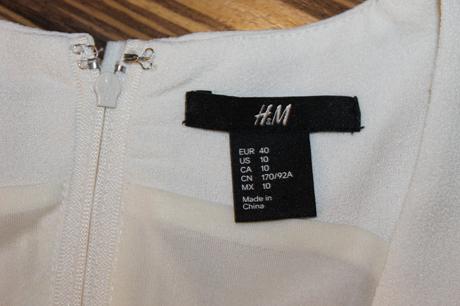 H&M
EUR 40
US 10
CA 10
CN 170/92A
MX 10
Made in
China